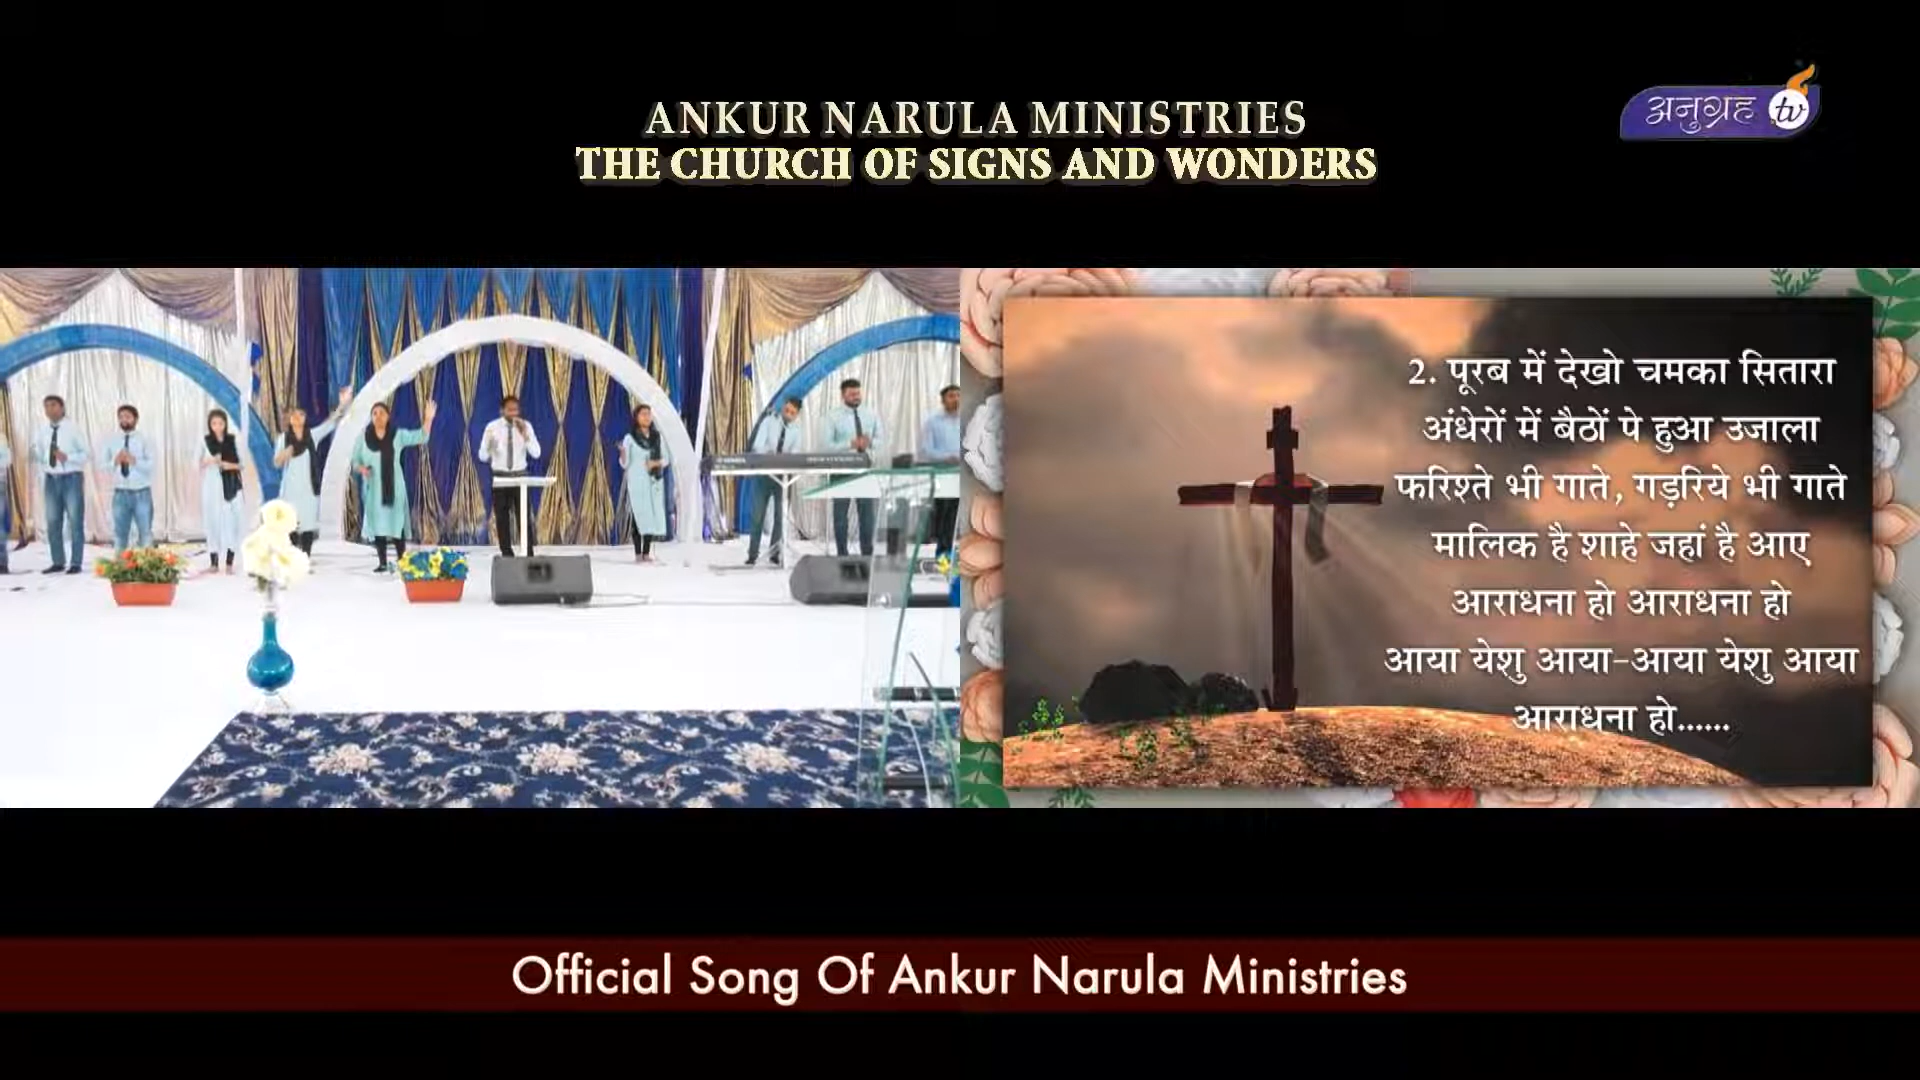 ANKUR NARULA MINISTRIES
THE CHURCH OF SIGNS AND WONDERS
अनुग्रह tv
2. पूरब में देखो चमका सितारा
अंधेरों में बैठों पे हुआ उजाला
फरिश्ते भी गाते, गड़रिये भी गाते
मालिक है शाहे जहां है आए
आराधना हो आराधना हो
आया येशु आया-आया येशु आया
आराधना हो......
Official Song Of Ankur Narula Ministries